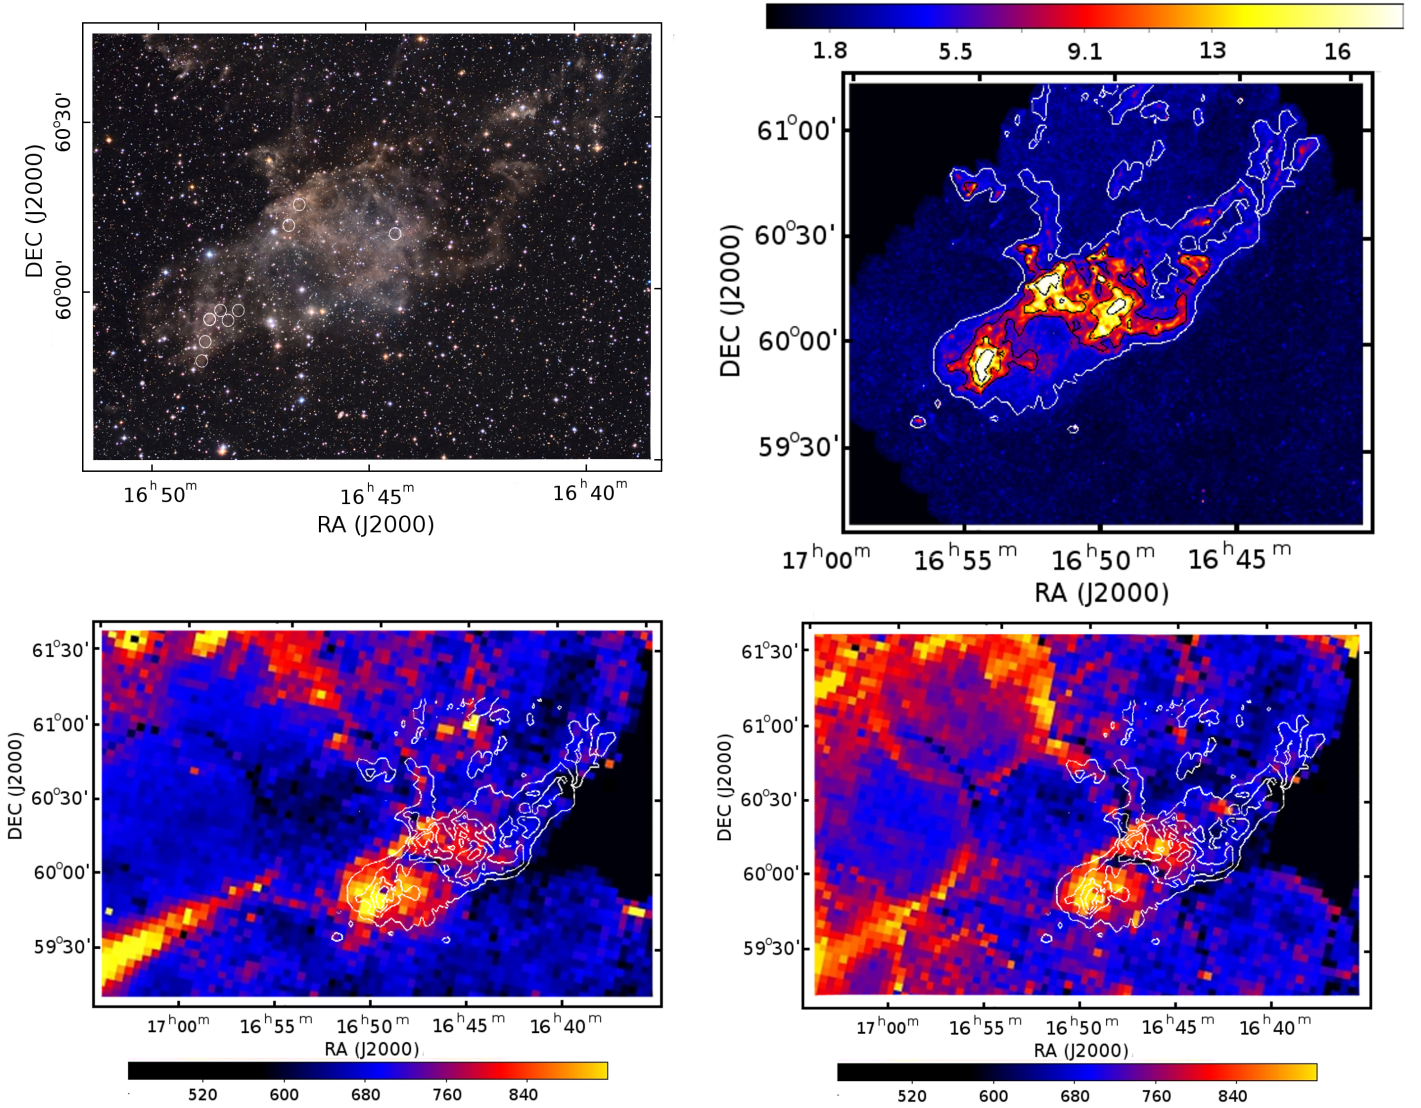 60°30'
60°00'
DEC (J2000)
16ʰ50ᵐ
16ʰ45ᵐ
16ʰ40ᵐ
RA (J2000)
1.8
5.5
9.1
13
16
61°00'
60°30'
60°00'
59°30'
DEC (J2000)
17ʰ00ᵐ
16ʰ55ᵐ
16ʰ50ᵐ
16ʰ45ᵐ
RA (J2000)
61°30'
61°00'
60°30'
60°00'
59°30'
DEC (J2000)
17ʰ00ᵐ
16ʰ55ᵐ
16ʰ50ᵐ
16ʰ45ᵐ
16ʰ40ᵐ
RA (J2000)
520
600
680
760
840
61°30'
61°00'
60°30'
60°00'
59°30'
DEC (J2000)
17ʰ00ᵐ
16ʰ55ᵐ
16ʰ50ᵐ
16ʰ45ᵐ
16ʰ40ᵐ
RA (J2000)
520
600
680
760
840